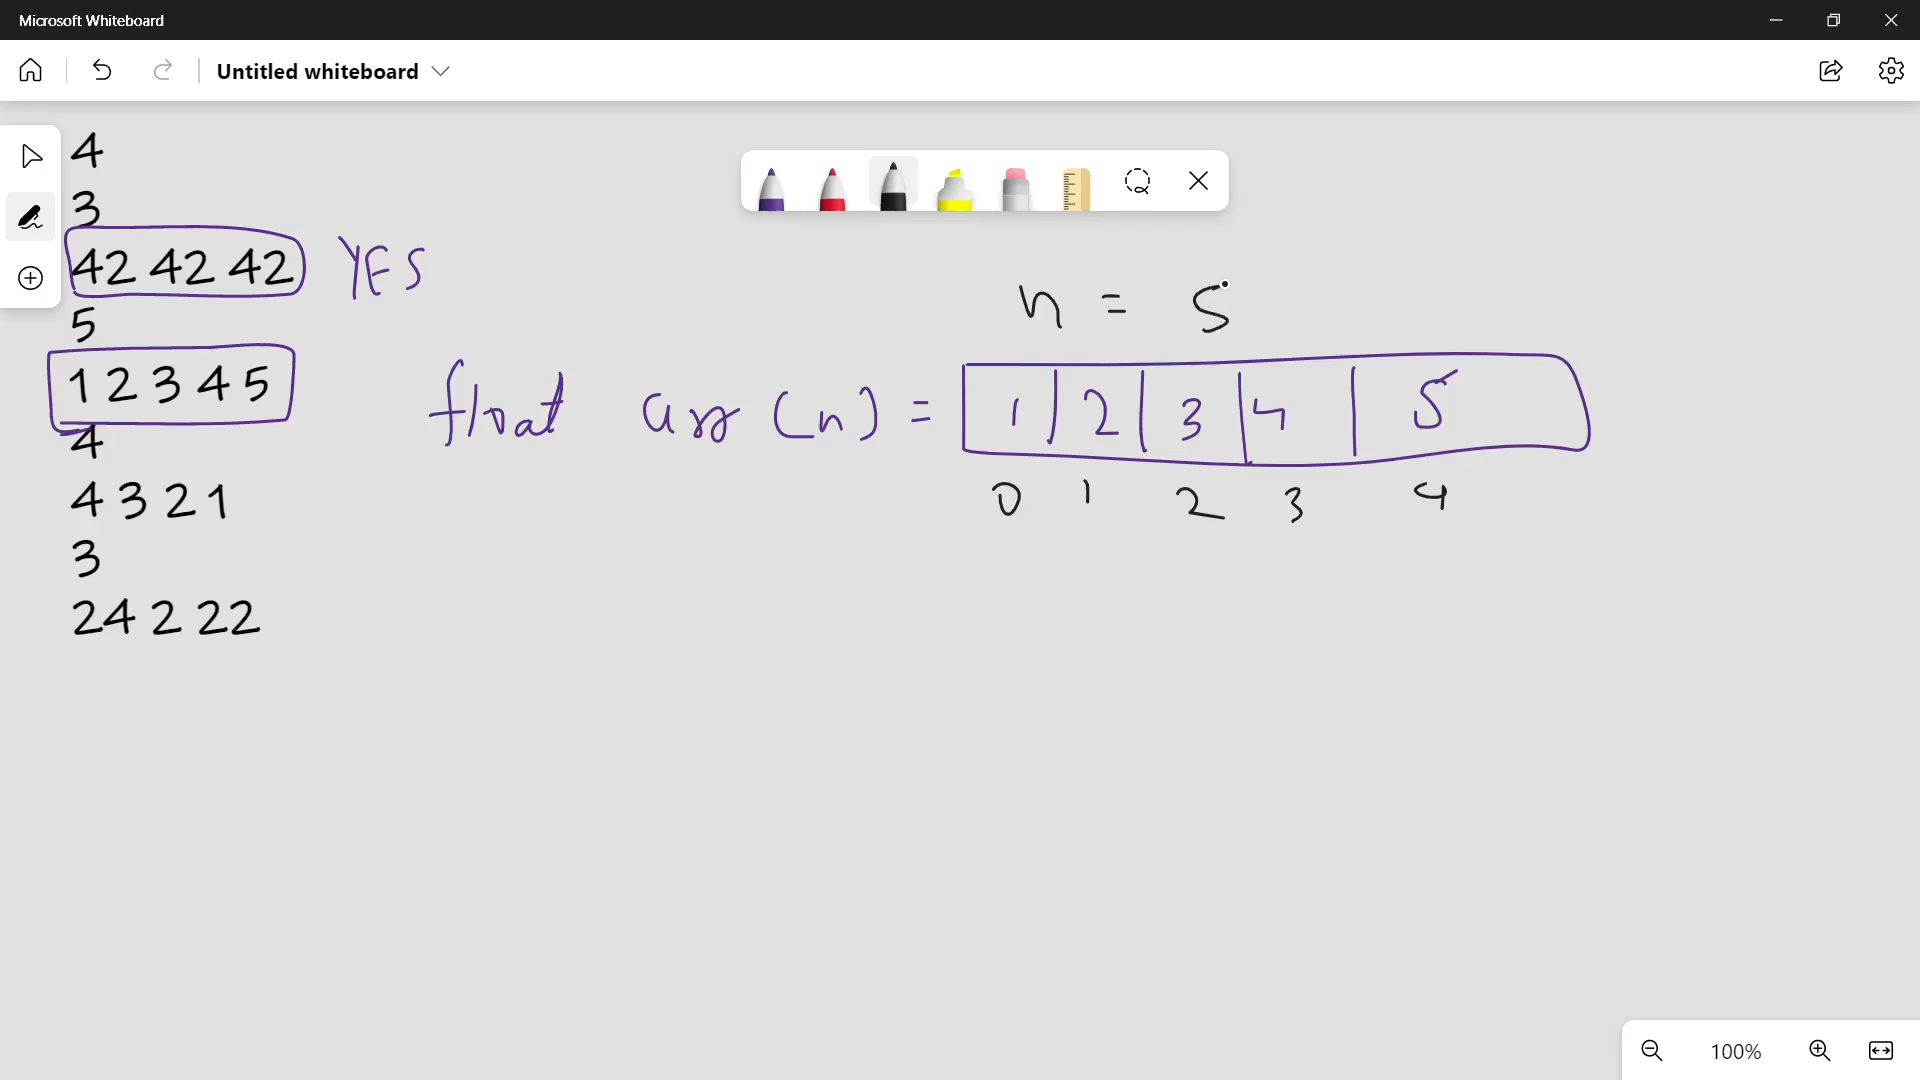 Microsoft Whiteboard
Untitled whiteboard
4
3
42 42 42 YES
5
n = 5
1 2 3 4 5
float arr (n) = 1 2 3 4 5
4
0 1 2 3 4
4 3 2 1
3
24 2 22
100%